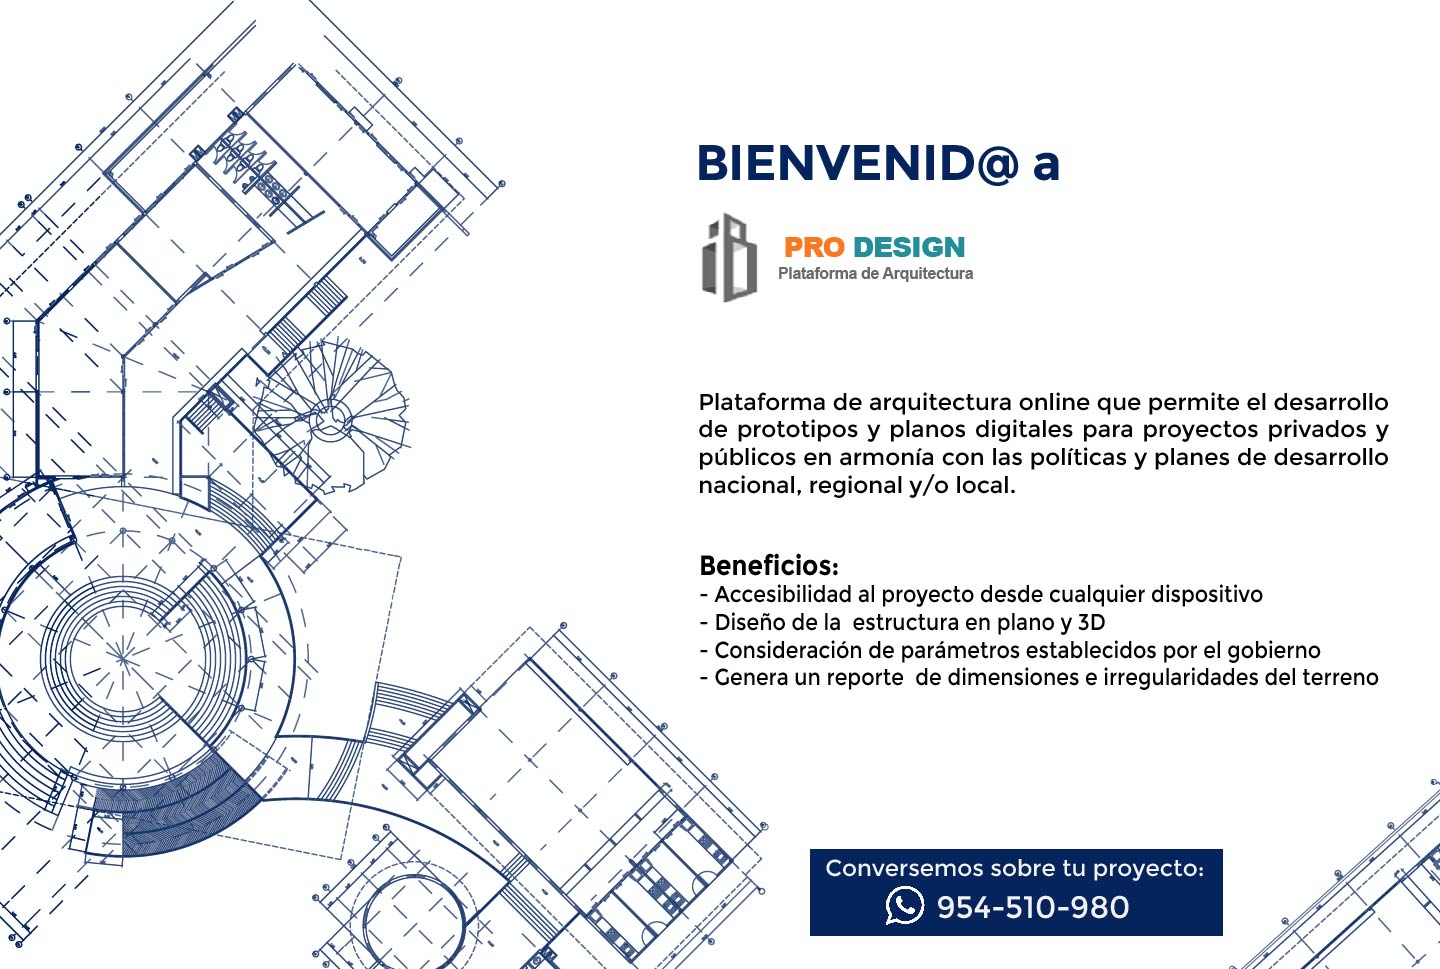 BIENVENID@ a
PRO DESIGN
Plataforma de Arquitectura
Plataforma de arquitectura online que permite el desarrollo
de prototipos y planos digitales para proyectos privados y
públicos en armonía con las políticas y planes de desarrollo
nacional, regional y/o local.
Beneficios:
- Accesibilidad al proyecto desde cualquier dispositivo
- Diseño de la  estructura en plano y 3D
- Consideración de parámetros establecidos por el gobierno
- Genera un reporte  de dimensiones e irregularidades del terreno
Conversemos sobre tu proyecto:
954-510-980